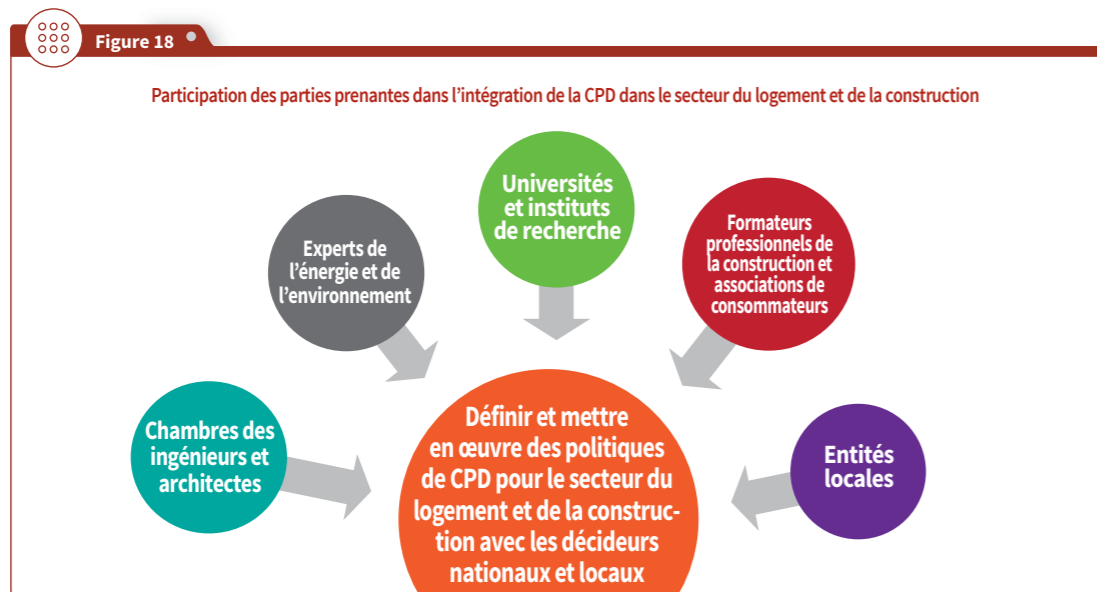 Figure 18
Participation des parties prenantes dans l’intégration de la CPD dans le secteur du logement et de la construction
Universités
et instituts
de recherche
Experts de
l’énergie et de
l’environnement
Formateurs
professionnels de
la construction et
associations de
consommateurs
Chambres des
ingénieurs et
architectes
Entités
locales
Définir et mettre
en œuvre des politiques
de CPD pour le secteur du
logement et de la construc-
tion avec les décideurs
nationaux et locaux